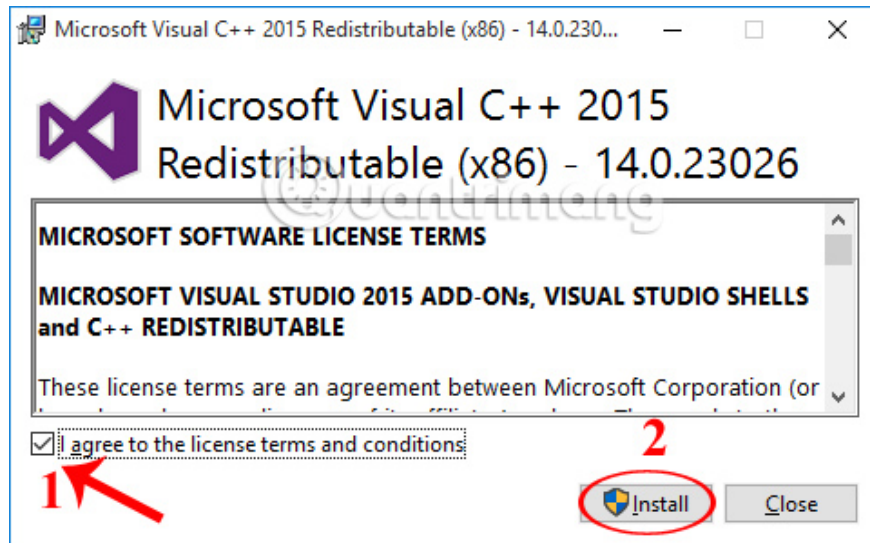 Microsoft Visual C++ 2015 Redistributable (x86) - 14.0.230...
Microsoft Visual C++ 2015
Redistributable (x86) - 14.0.23026
Quantrimang
MICROSOFT SOFTWARE LICENSE TERMS
MICROSOFT VISUAL STUDIO 2015 ADD-ONs, VISUAL STUDIO SHELLS
and C++ REDISTRIBUTABLE
These license terms are an agreement between Microsoft Corporation (or
I agree to the license terms and conditions
1
2
Install
Close